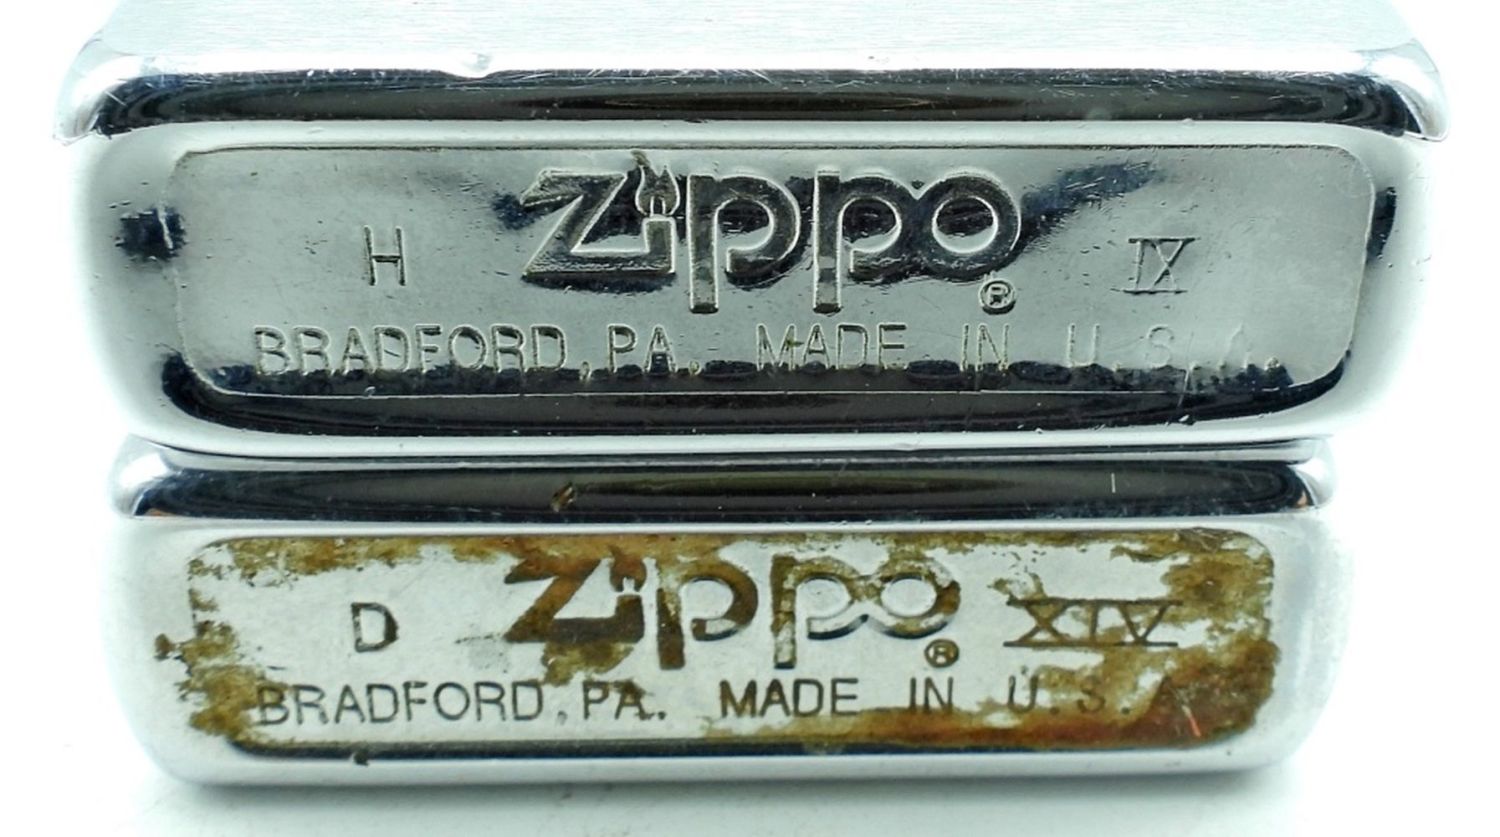 Zippo
H ® IX
BRADFORD, PA. MADE IN U.S.A.
Zippo
D ® XIV
BRADFORD, PA. MADE IN U.S.A